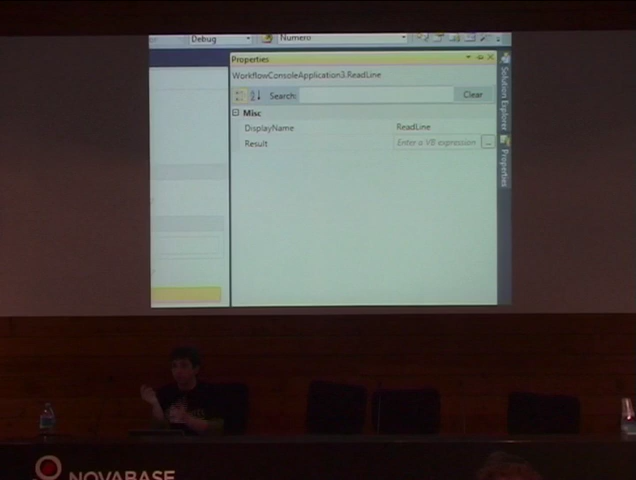 Debug
Numero
Properties
WorkflowConsoleApplication3.ReadLine
Search:
Clear
Misc
DisplayName
ReadLine
Result
Enter a VB expression
...
Solution Explorer
Properties
NOVABASE